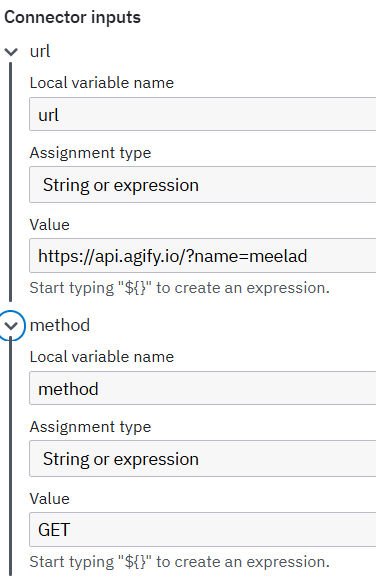 Connector inputs
url
Local variable name
url
Assignment type
String or expression
Value
https://api.agify.io/?name=meelad
Start typing "${}" to create an expression.
method
Local variable name
method
Assignment type
String or expression
Value
GET
Start typing "${}" to create an expression.